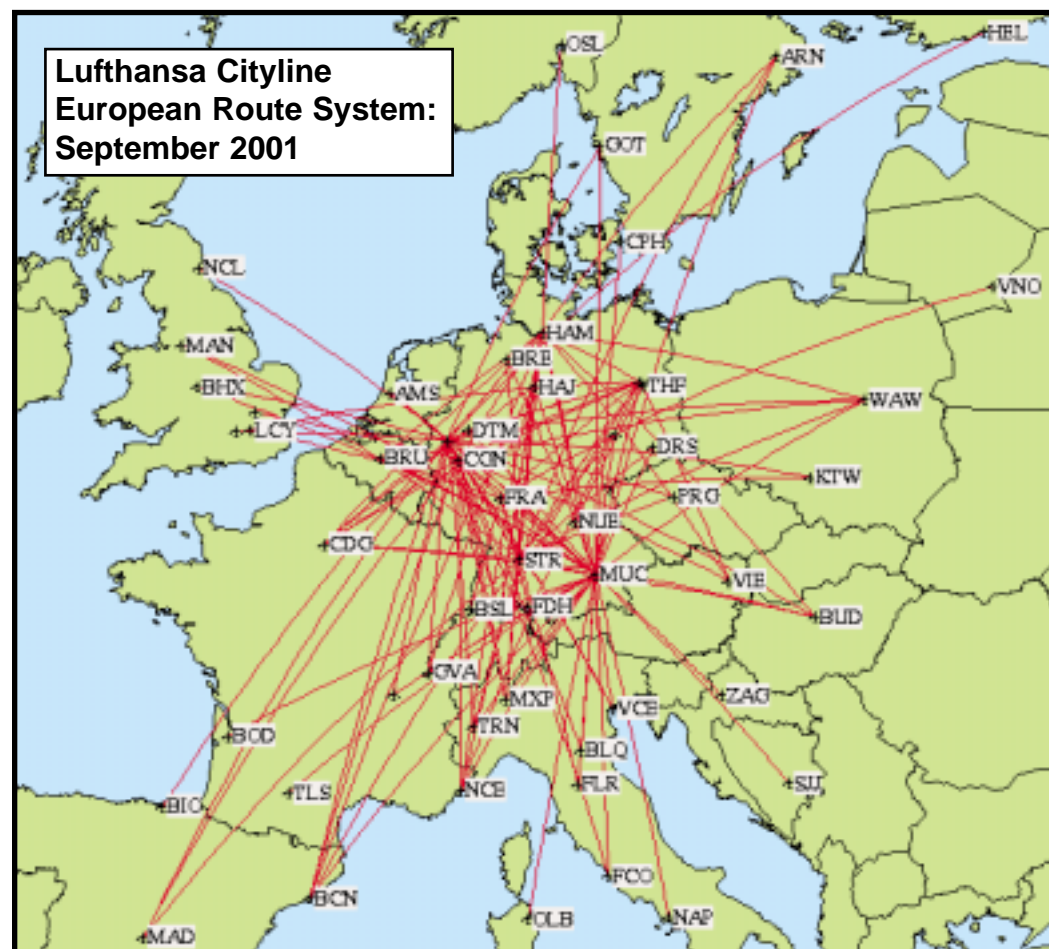 Lufthansa Cityline
European Route System:
September 2001
OSL
HEL
ARN
GOT
CPH
NCL
VNO
HAM
MAN
BRE
BHX
AMS
HAJ
THF
WAW
LCY
DTM
BRU
CGN
DRS
KTW
FRA
PRG
NUE
CDG
STR
MUC
VIE
BSL
FDH
BUD
GVA
MXP
ZAG
VCE
TRN
BOD
BLQ
TLS
NCE
FLR
SJJ
BIO
FCO
BCN
OLB
NAP
MAD